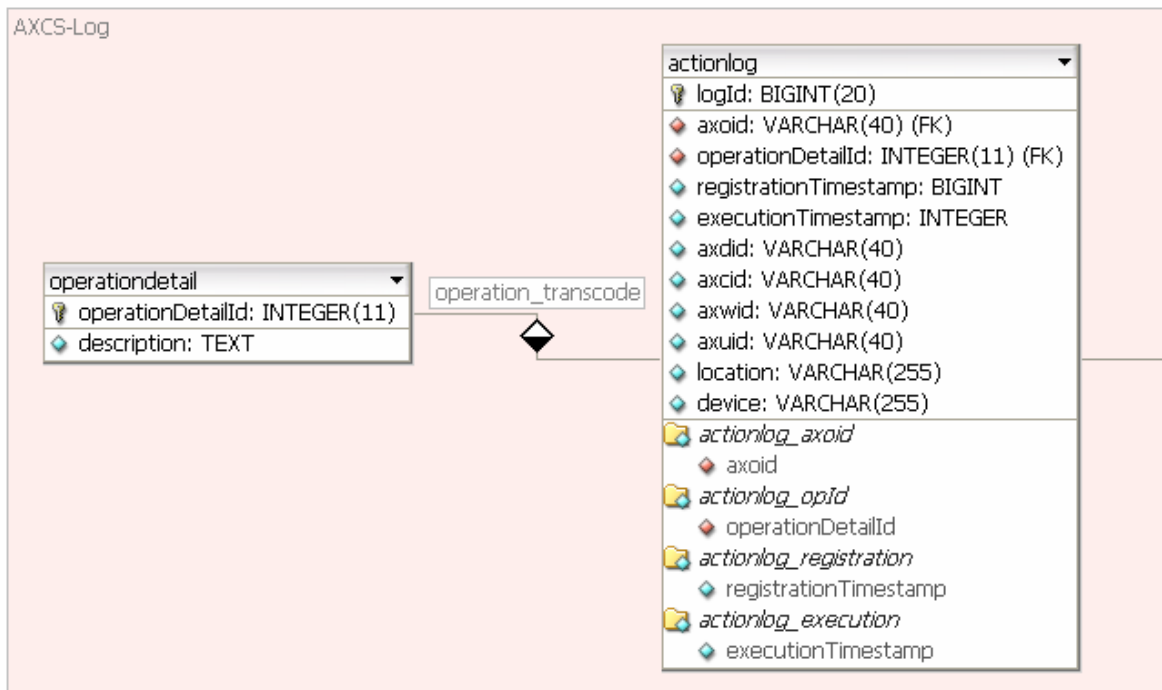 AXCS-Log
actionlog
logId: BIGINT(20)
axoid: VARCHAR(40) (FK)
operationDetailId: INTEGER(11) (FK)
registrationTimestamp: BIGINT
executionTimestamp: INTEGER
axdid: VARCHAR(40)
axcid: VARCHAR(40)
axwid: VARCHAR(40)
axuid: VARCHAR(40)
location: VARCHAR(255)
device: VARCHAR(255)
actionlog_axoid
axoid
actionlog_opId
operationDetailId
actionlog_registration
registrationTimestamp
actionlog_execution
executionTimestamp
operationdetail
operationDetailId: INTEGER(11)
description: TEXT
operation_transcode